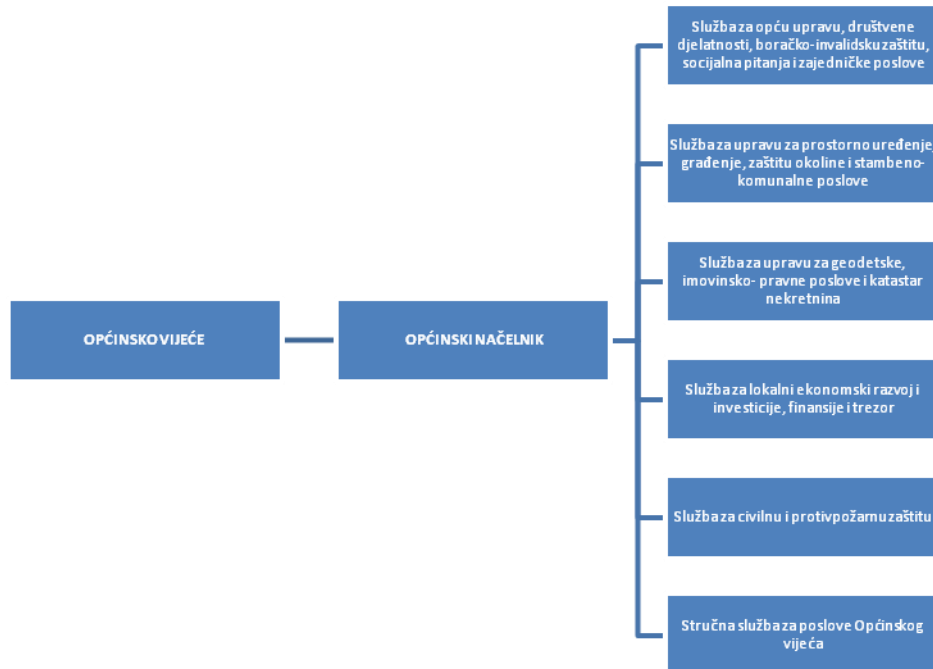 Služba za opću upravu, društvene
djelatnosti, boračko-invalidsku zaštitu,
socijalna pitanja i zajedničke poslove
Služba za upravu za prostorno uređenje,
građenje, zaštitu okoline i stambeno-
komunalne poslove
Služba za upravu za geodetske,
imovinsko- pravne poslove i katastar
nekretnina
OPĆINSKO VIJEĆE
OPĆINSKI NAČELNIK
Služba za lokalni ekonomski razvoj i
investicije, finansije i trezor
Služba za civilnu i protivpožarnu zaštitu
Stručna služba za poslove Općinskog
vijeća